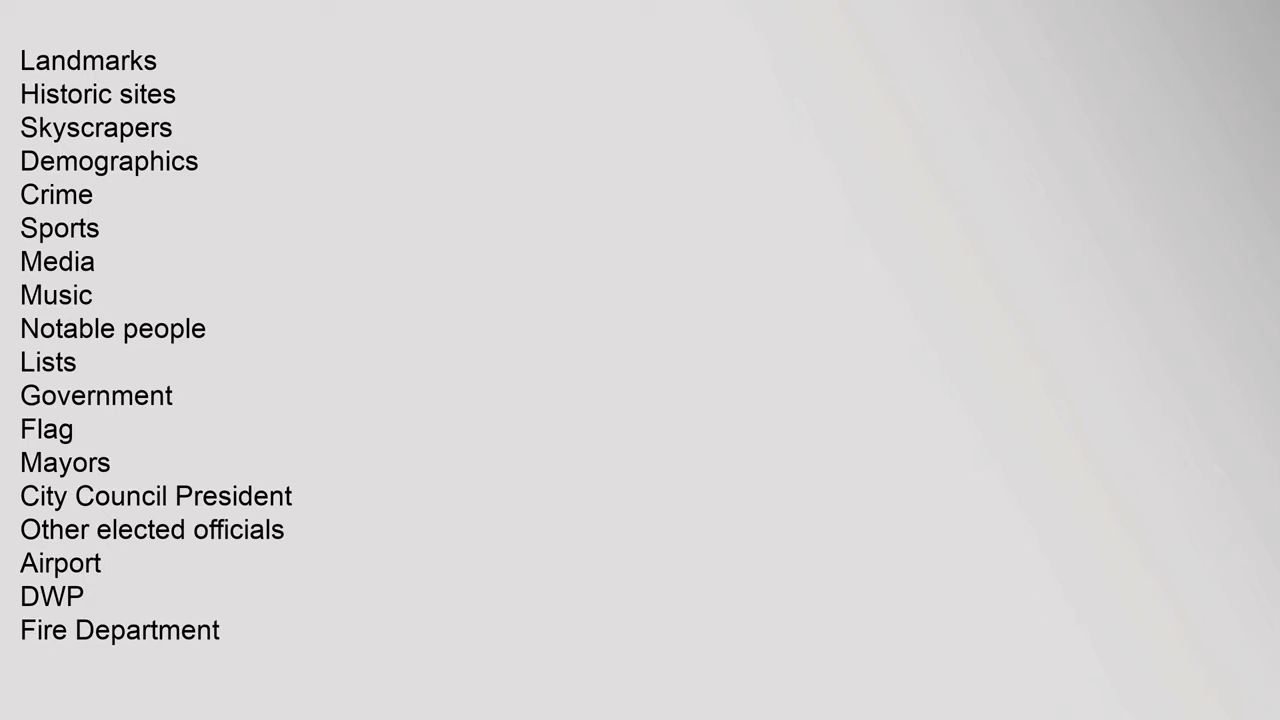 Landmarks
Historic sites
Skyscrapers
Demographics
Crime
Sports
Media
Music
Notable people
Lists
Government
Flag
Mayors
City Council President
Other elected officials
Airport
DWP
Fire Department